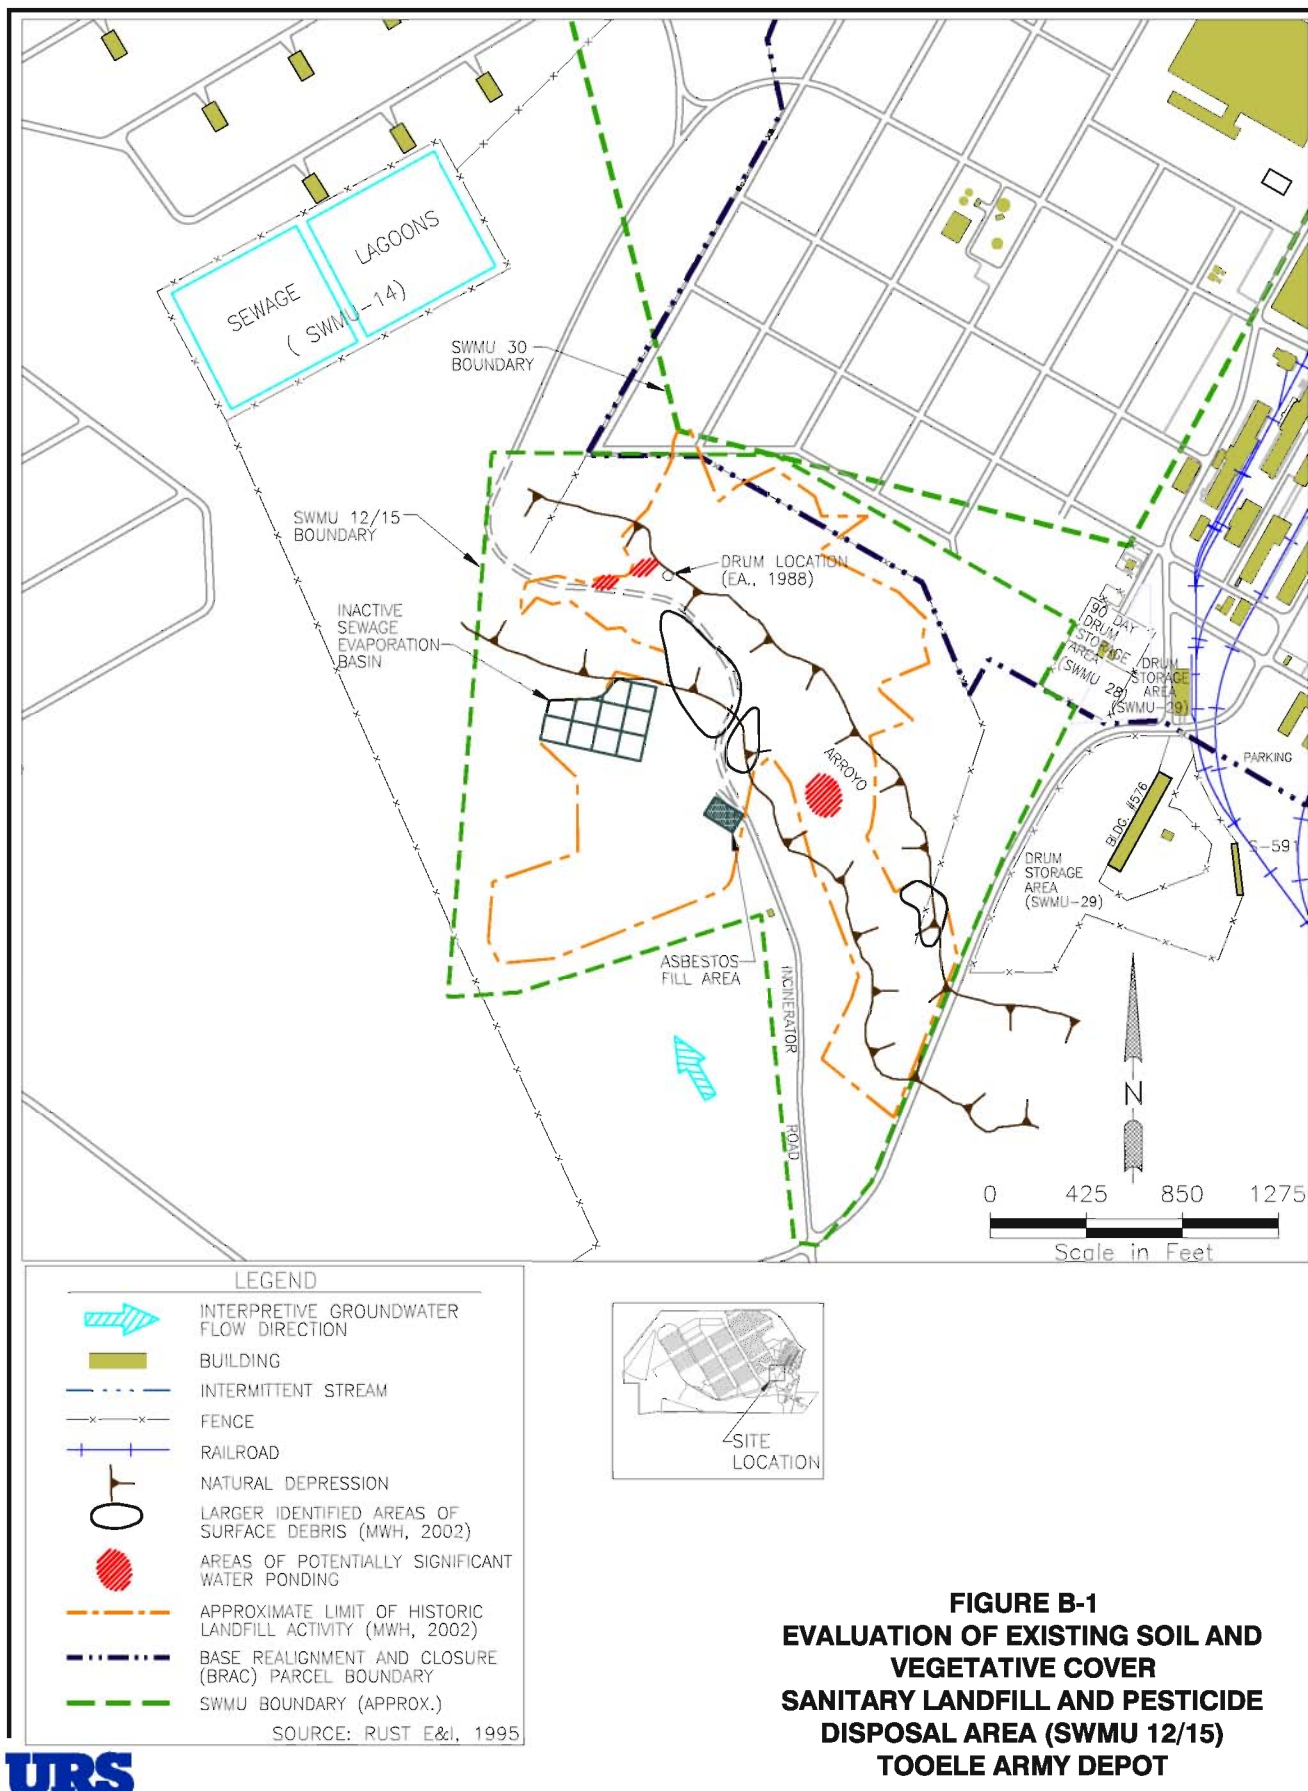 SEWAGE
LAGOONS
( SWMU-14)
SWMU 30
BOUNDARY
SWMU 12/15
BOUNDARY
DRUM LOCATION
(EA., 1988)
INACTIVE
SEWAGE
EVAPORATION
BASIN
90 DAY
DRUM
STORAGE
AREA
(SWMU 28)
DRUM
STORAGE
AREA
(SWMU-29)
PARKING
ARROYO
BLDG. #576
S-591
DRUM
STORAGE
AREA
(SWMU-29)
ASBESTOS
FILL AREA
INCINERATOR
ROAD
N
0 425 850 1275
Scale in Feet
LEGEND
INTERPRETIVE GROUNDWATER
FLOW DIRECTION
BUILDING
INTERMITTENT STREAM
FENCE
RAILROAD
NATURAL DEPRESSION
LARGER IDENTIFIED AREAS OF
SURFACE DEBRIS (MWH, 2002)
AREAS OF POTENTIALLY SIGNIFICANT
WATER PONDING
APPROXIMATE LIMIT OF HISTORIC
LANDFILL ACTIVITY (MWH, 2002)
BASE REALIGNMENT AND CLOSURE
(BRAC) PARCEL BOUNDARY
SWMU BOUNDARY (APPROX.)
SOURCE: RUST E&I, 1995
SITE
LOCATION
FIGURE B-1
EVALUATION OF EXISTING SOIL AND
VEGETATIVE COVER
SANITARY LANDFILL AND PESTICIDE
DISPOSAL AREA (SWMU 12/15)
TOOELE ARMY DEPOT
URS